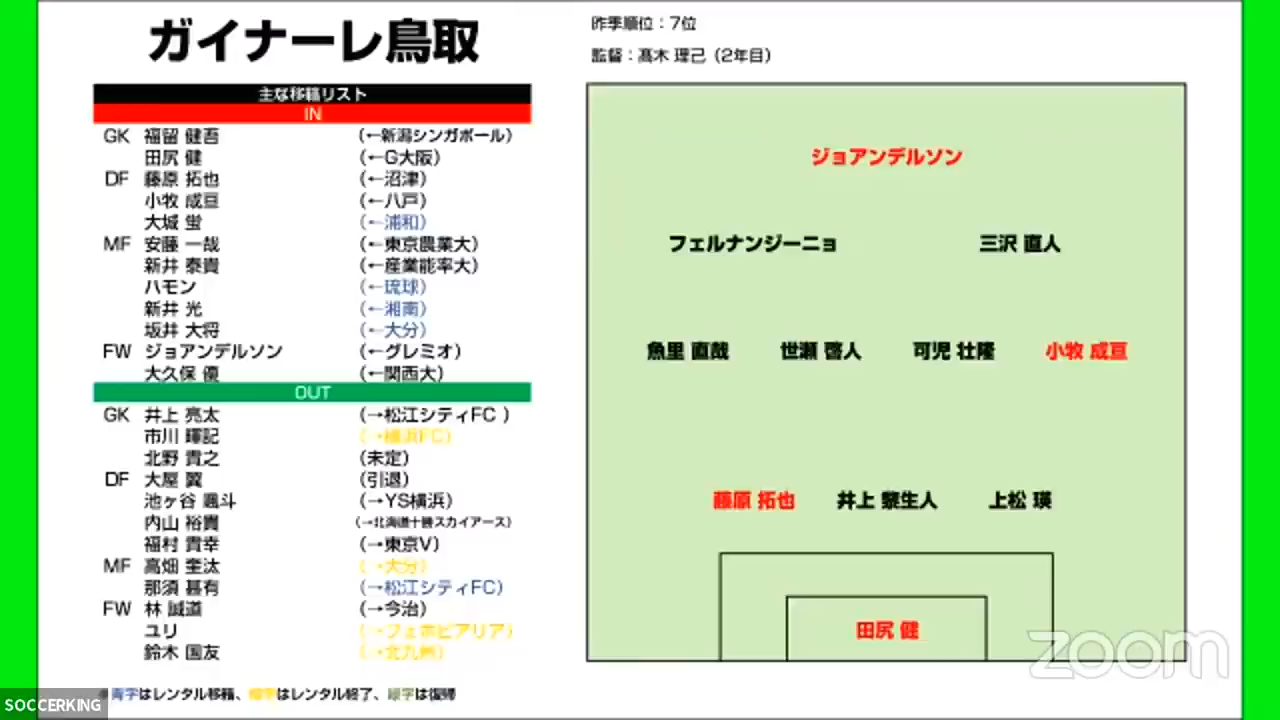 ガイナーレ鳥取
昨季順位：7位
監督：髙木 理己（2年目）
主な移籍リスト
IN
GK 福留 健吾 （←新潟シンガポール）
田尻 健 （←G大阪）
DF 藤原 拓也 （←沼津）
小牧 成亘 （←八戸）
大城 蛍 （←浦和）
MF 安藤 一哉 （←東京農業大）
新井 泰貴 （←産業能率大）
ハモン （←琉球）
新井 光 （←湘南）
坂井 大将 （←大分）
FW ジョアンデルソン （←グレミオ）
大久保 優 （←関西大）
OUT
GK 井上 亮太 （→松江シティFC ）
市川 暉記 （→横浜FC）
北野 貴之 （未定）
DF 大屋 翼 （引退）
池ヶ谷 颯斗 （→YS横浜）
内山 裕貴 （→北海道十勝スカイアース）
福村 貴幸 （→東京V）
MF 高畑 奎汰 （→大分）
那須 甚有 （→松江シティFC）
FW 林 誠道 （→今治）
ユリ （→フェホビアリア）
鈴木 国友 （→北九州）
ジョアンデルソン
フェルナンジーニョ 三沢 直人
魚里 直哉 世瀬 啓人 可児 壮隆 小牧 成亘
藤原 拓也 井上 黎生人 上松 瑛
田尻 健
青字はレンタル移籍、橙字はレンタル終了、緑字は復帰
SOCCERKING
zoom